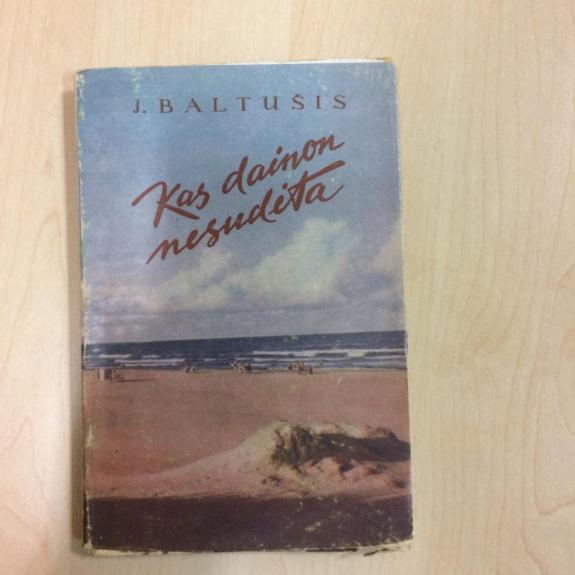 J. BALTUŠIS
Kas dainon
nesudėta